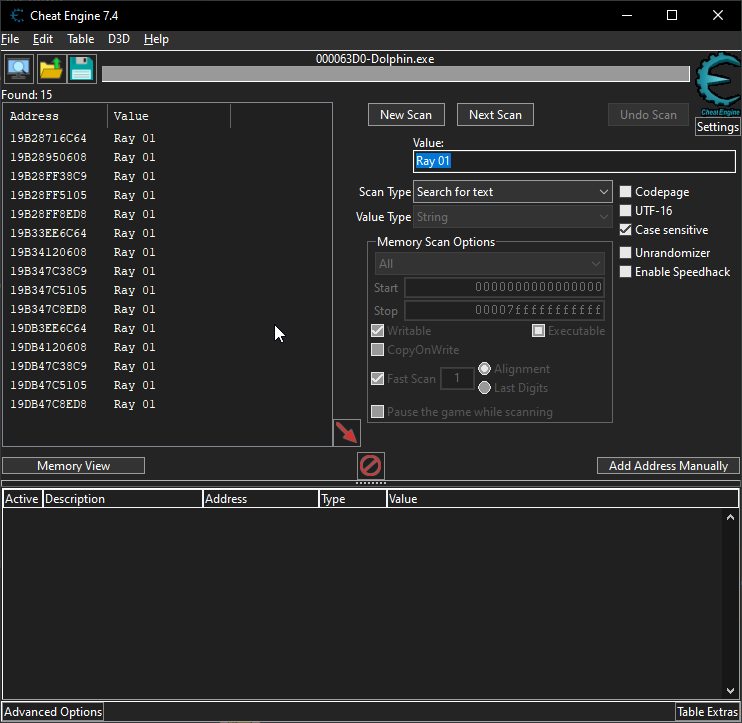 Cheat Engine 7.4
File Edit Table D3D Help
000063D0-Dolphin.exe
Found: 15
Address Value
19B28716C64 Ray 01
19B28950608 Ray 01
19B28FF38C9 Ray 01
19B28FF5105 Ray 01
19B28FF8ED8 Ray 01
19B33EE6C64 Ray 01
19B34120608 Ray 01
19B347C38C9 Ray 01
19B347C5105 Ray 01
19B347C8ED8 Ray 01
19DB3EE6C64 Ray 01
19DB4120608 Ray 01
19DB47C38C9 Ray 01
19DB47C5105 Ray 01
19DB47C8ED8 Ray 01
New Scan Next Scan Undo Scan
Cheat Engine
Settings
Value:
Ray 01
Scan Type Search for text
Value Type String
Codepage
UTF-16
Case sensitive
Unrandomizer
Enable Speedhack
Memory Scan Options
All
Start 0000000000000000
Stop 00007fffffffffff
Writable Executable
CopyOnWrite
Fast Scan 1 Alignment
Last Digits
Pause the game while scanning
Memory View Add Address Manually
Active Description Address Type Value
Advanced Options Table Extras